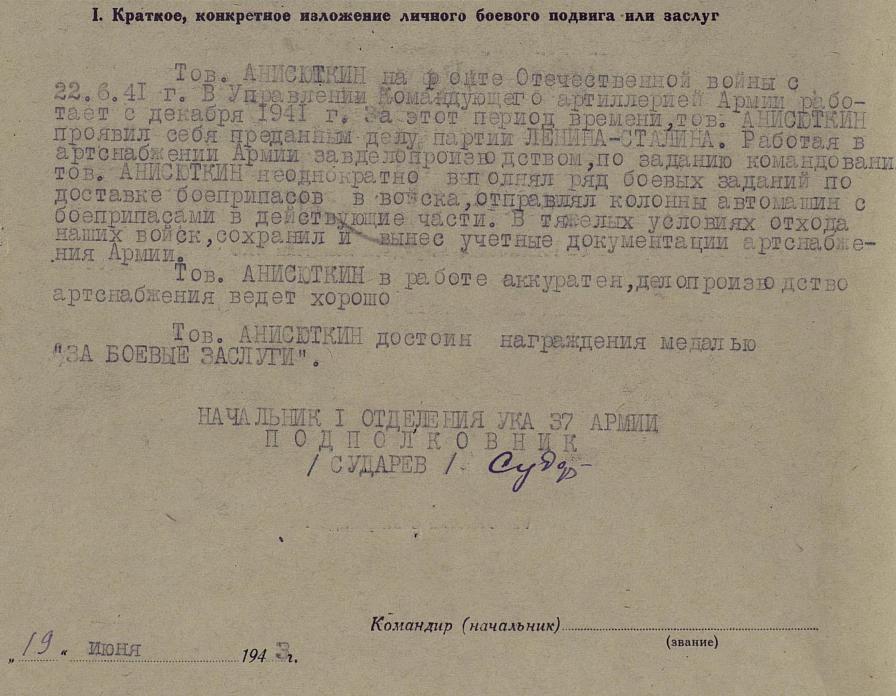 I. Краткое, конкретное изложение личного боевого подвига или заслуг
Тов. АНИСЮТКИН на фронте Отечественной войны с
22.6.41 г. В Управлении Командующего артиллерией Армии рабо-
тает с декабря 1941 г. За этот период времени, тов. АНИСЮТКИН
проявил себя преданным делу партии ЛЕНИНА-СТАЛИНА. Работая в
артснабжении Армии завделопроизводством, по заданию командовани
тов. АНИСЮТКИН неоднократно выполнял ряд боевых заданий по
доставке боеприпасов в войска, отправлял колонны автомашин с
боеприпасами в действующие части. В тяжелых условиях отхода
наших войск, сохранил и вынес учетные документации артснабже-
ния Армии.
Тов. АНИСЮТКИН в работе аккуратен, делопроизводство
артснабжения ведет хорошо
Тов. АНИСЮТКИН достоин награждения медалью
"ЗА БОЕВЫЕ ЗАСЛУГИ".
НАЧАЛЬНИК I ОТДЕЛЕНИЯ УКА 37 АРМИИ
ПОДПОЛКОВНИК
/ СУДАРЕВ /.
Командир (начальник)
(звание)
„19" июня 1943 г.